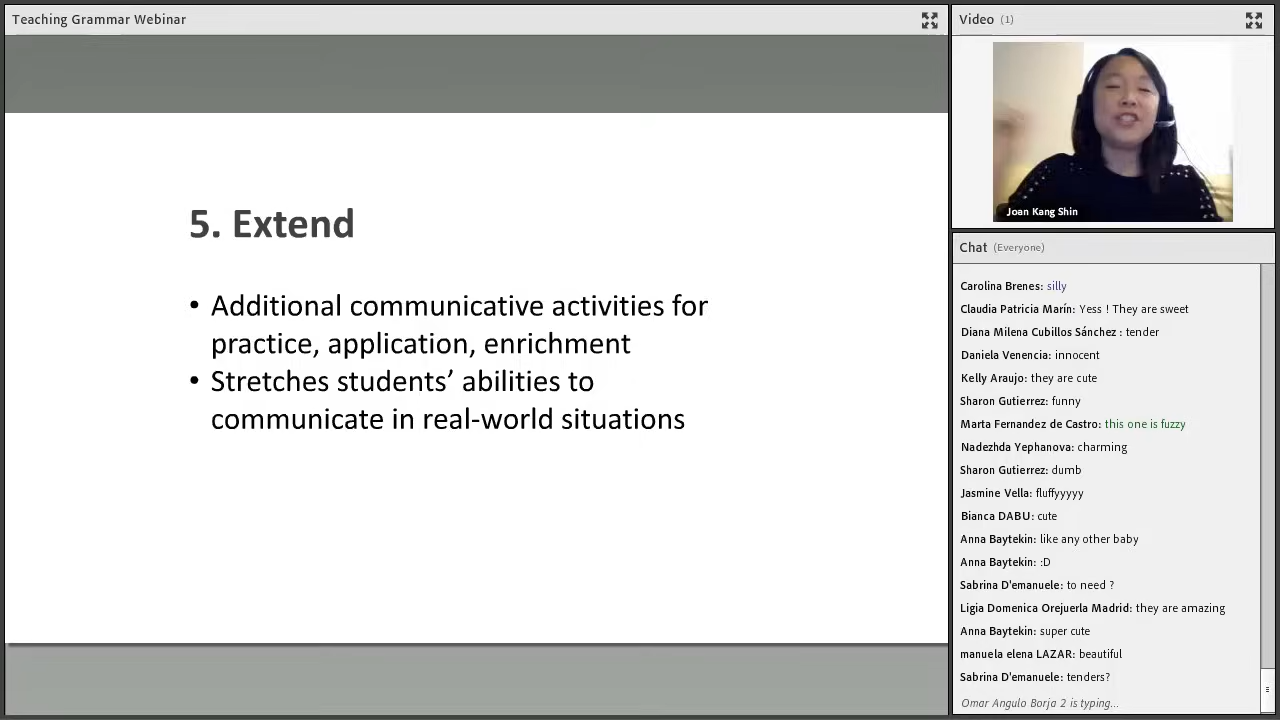 Teaching Grammar Webinar
5. Extend
• Additional communicative activities for
practice, application, enrichment
• Stretches students’ abilities to
communicate in real-world situations
Video (1)
Joan Kang Shin
Chat (Everyone)
Carolina Brenes: silly
Claudia Patricia Marín: Yess ! They are sweet
Diana Milena Cubillos Sánchez : tender
Daniela Venencia: innocent
Kelly Araujo: they are cute
Sharon Gutierrez: funny
Marta Fernandez de Castro: this one is fuzzy
Nadezhda Yephanova: charming
Sharon Gutierrez: dumb
Jasmine Vella: fluffyyyyy
Bianca DABU: cute
Anna Baytekin: like any other baby
Anna Baytekin: :D
Sabrina D'emanuele: to need ?
Ligia Domenica Orejuerla Madrid: they are amazing
Anna Baytekin: super cute
manuela elena LAZAR: beautiful
Sabrina D'emanuele: tenders?
Omar Angulo Borja 2 is typing...